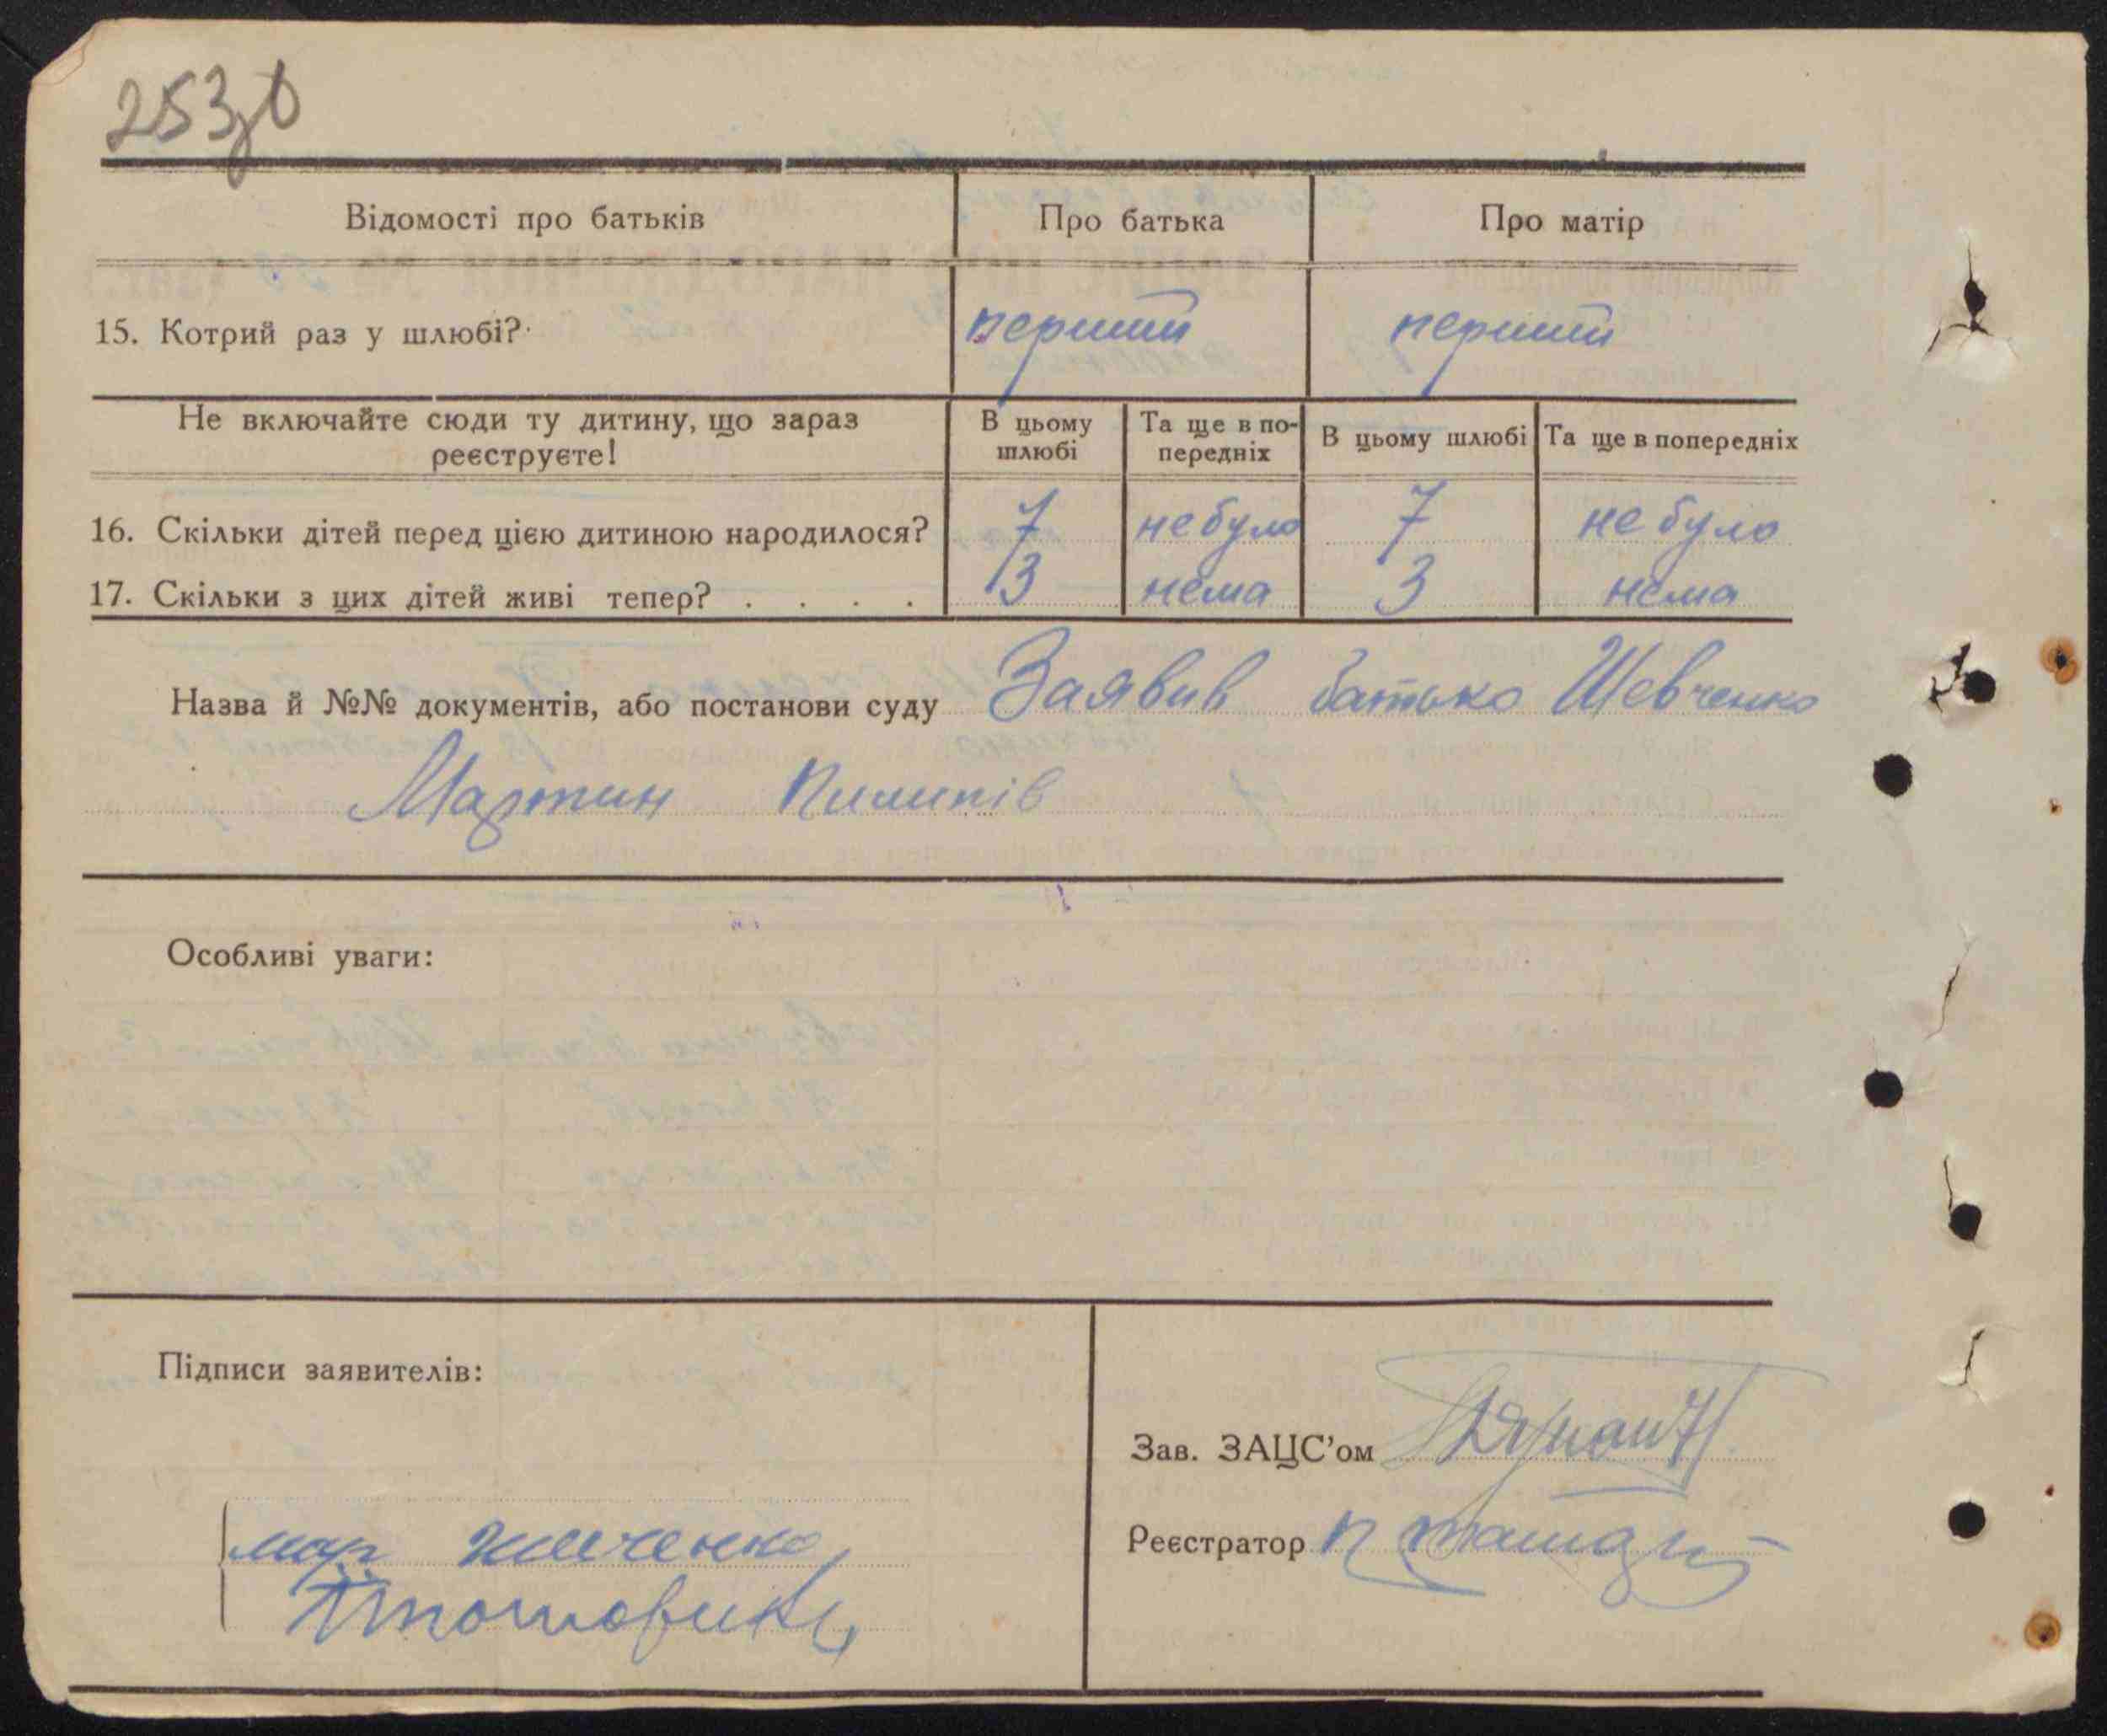 253
Відомості про батьків Про батька Про матір
15. Котрий раз у шлюбі? перший перший
Не включайте сюди ту дитину, що зараз реєструєте! В цьому шлюбі Та ще в по-передніх В цьому шлюбі Та ще в попередніх
16. Скільки дітей перед цією дитиною народилося? 7 не було 7 не було
17. Скільки з цих дітей живі тепер? . . . . 3 нема 3 нема
Назва й №№ документів, або постанови суду Заявив батько Шевченко
Мартин Пилипів
Особливі уваги:
Підписи заявителів:
Зав. ЗАЦС'ом
Реєстратор